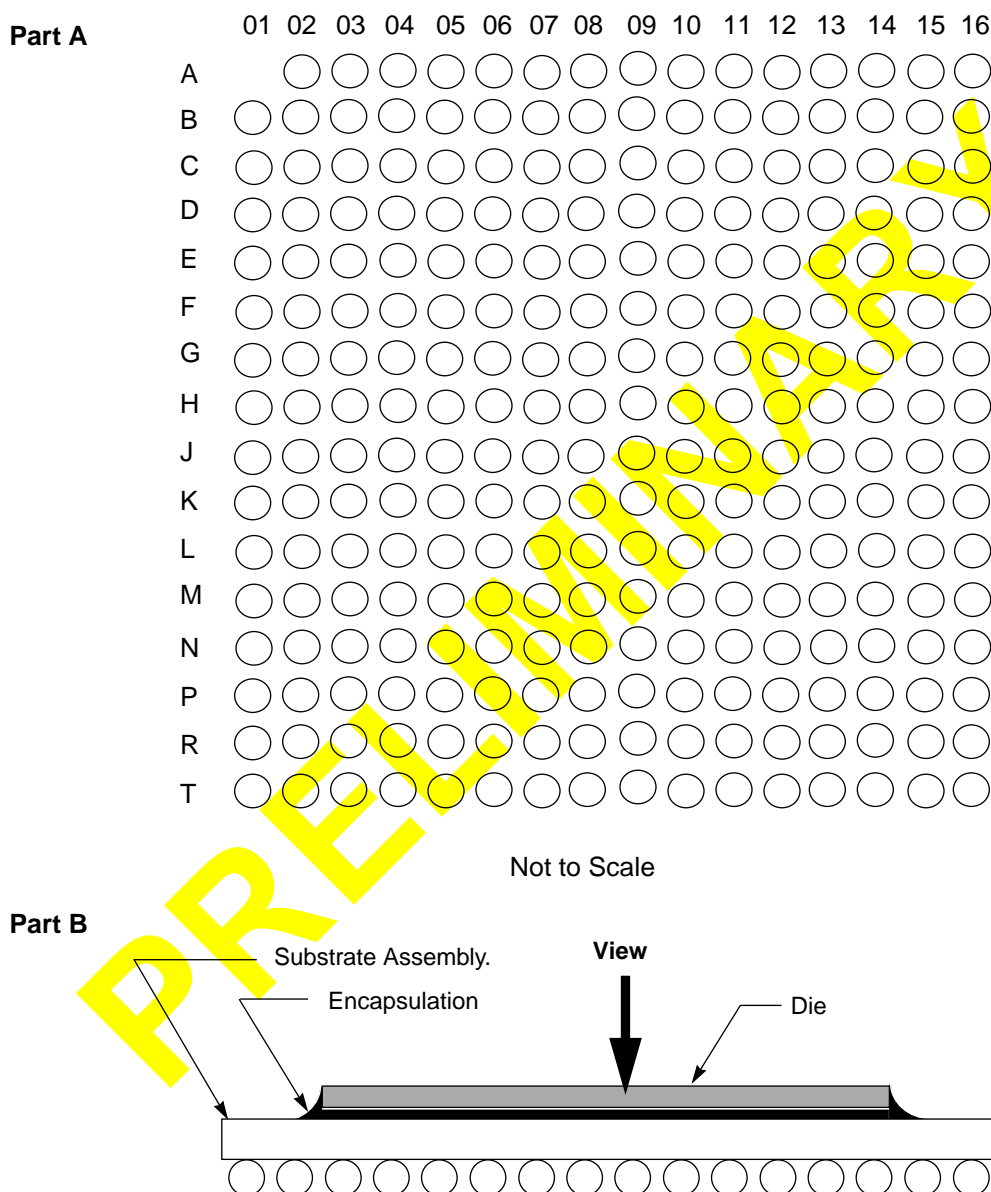 Part A
01 02 03 04 05 06 07 08 09 10 11 12 13 14 15 16
A
B
C
D
E
F
G
H
J
K
L
M
N
P
R
T
Not to Scale
Part B
Substrate Assembly.
View
Encapsulation
Die
PRELIMINARY